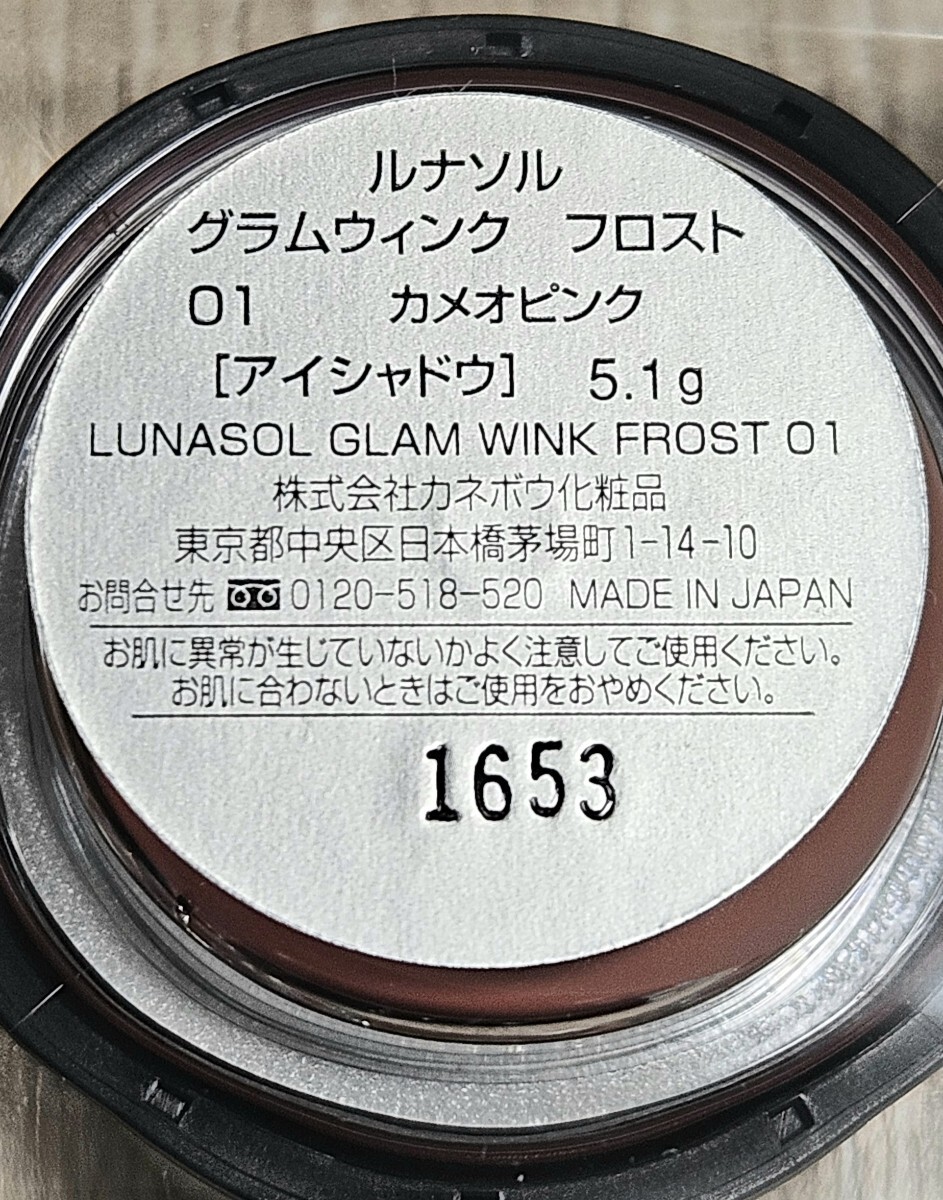 ルナソル
グラムウィンク　フロスト
01　カメオピンク
[アイシャドウ]　5.1g
LUNASOL GLAM WINK FROST 01
株式会社カネボウ化粧品
東京都中央区日本橋茅場町1-14-10
お問合せ先 0120-518-520 MADE IN JAPAN
お肌に異常が生じていないかよく注意してご使用ください。
お肌に合わないときはご使用をおやめください。
1653